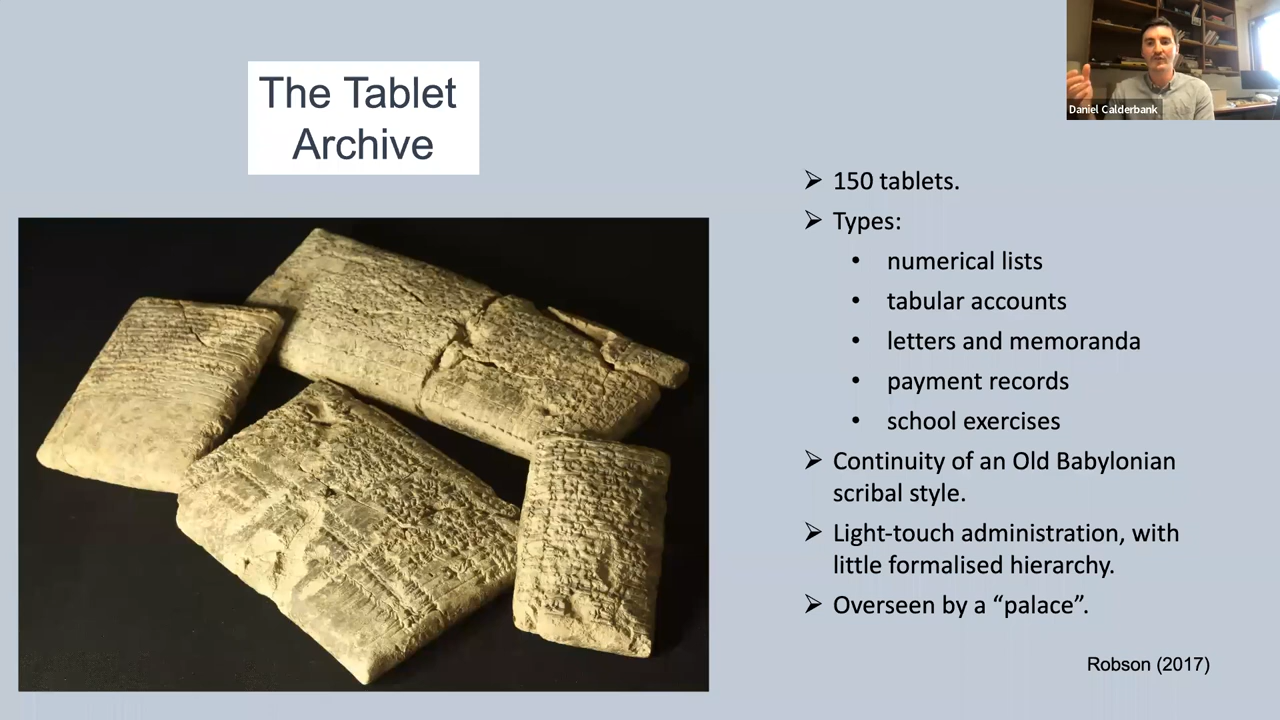 The Tablet
Archive
Daniel Calderbank
➢ 150 tablets.
➢ Types:
• numerical lists
• tabular accounts
• letters and memoranda
• payment records
• school exercises
➢ Continuity of an Old Babylonian
scribal style.
➢ Light-touch administration, with
little formalised hierarchy.
➢ Overseen by a “palace”.
Robson (2017)